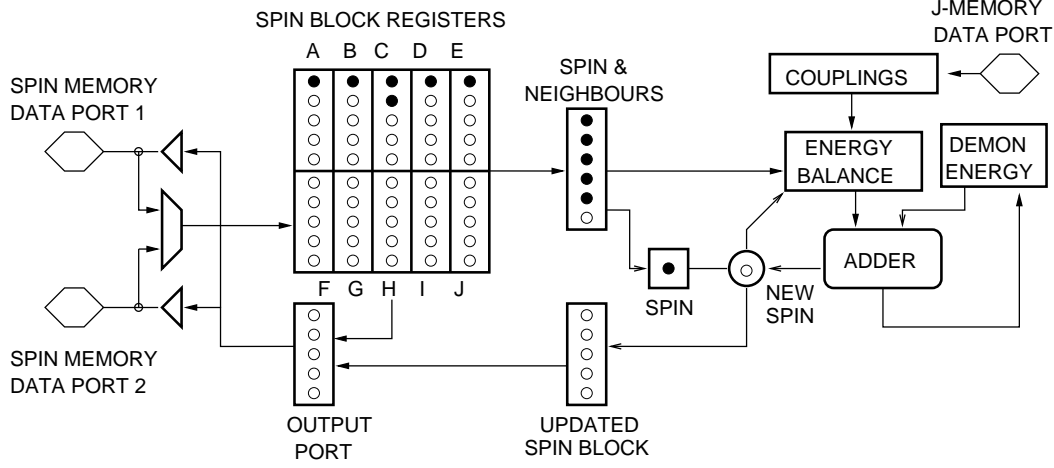 SPIN BLOCK REGISTERS
J-MEMORY
DATA PORT
A B C D E
SPIN MEMORY
DATA PORT 1
SPIN &
NEIGHBOURS
COUPLINGS
ENERGY
BALANCE
DEMON
ENERGY
ADDER
F G H I J
SPIN
NEW
SPIN
SPIN MEMORY
DATA PORT 2
OUTPUT
PORT
UPDATED
SPIN BLOCK